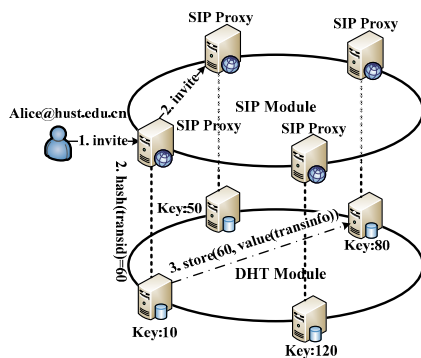 SIP Proxy
SIP Proxy
2. invite
SIP Module
Alice@hust.edu.cn
1. invite
SIP Proxy
SIP Proxy
2. hash(transid)=60
Key:50
3. store(60, value(transinfo))
Key:80
DHT Module
Key:10
Key:120